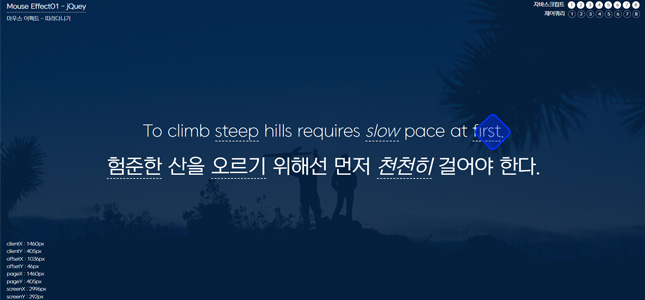 Mouse Effect01 - jQuey
마우스 이펙트 - 따라다니기
자바스크립트 1 2 3 4 5 6 7 8
제이쿼리 1 2 3 4 5 6 7 8
To climb steep hills requires slow pace at first.
험준한 산을 오르기 위해선 먼저 천천히 걸어야 한다.
clientX : 1460px
clientY : 405px
offsetX : 1036px
offsetY : 46px
pageX : 1460px
pageY : 405px
screenX : 2996px
screenY : 292px